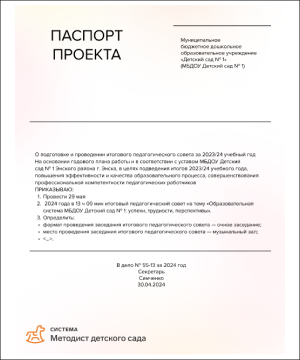 ПАСПОРТ
ПРОЕКТА
Муниципальное
бюджетное дошкольное
образовательное учреждение
«Детский сад № 1»
(МБДОУ Детский сад № 1)
О подготовке и проведении итогового педагогического совета за 2023/24 учебный год
На основании годового плана работы и в соответствии с уставом МБДОУ Детский
сад № 1 Энского района г. Энска, в целях подведения итогов 2023/24 учебного года,
повышения эффективности и качества образовательного процесса, совершенствования
профессиональной компетентности педагогических работников
ПРИКАЗЫВАЮ:
1. Провести 29 мая
2. 2024 года в 13 ч 00 мин итоговый педагогический совет на тему «Образовательная
система МБДОУ Детский сад № 1: успехи, трудности, перспективы».
3. Определить:
• формат проведения заседания итогового педагогического совета — очное заседание;
• место проведения заседания итогового педагогического совета — музыкальный зал;
• <...>.
В дело № 55-13 за 2024 год
Секретарь
Симченко
30.04.2024
СИСТЕМА
Методист детского сада